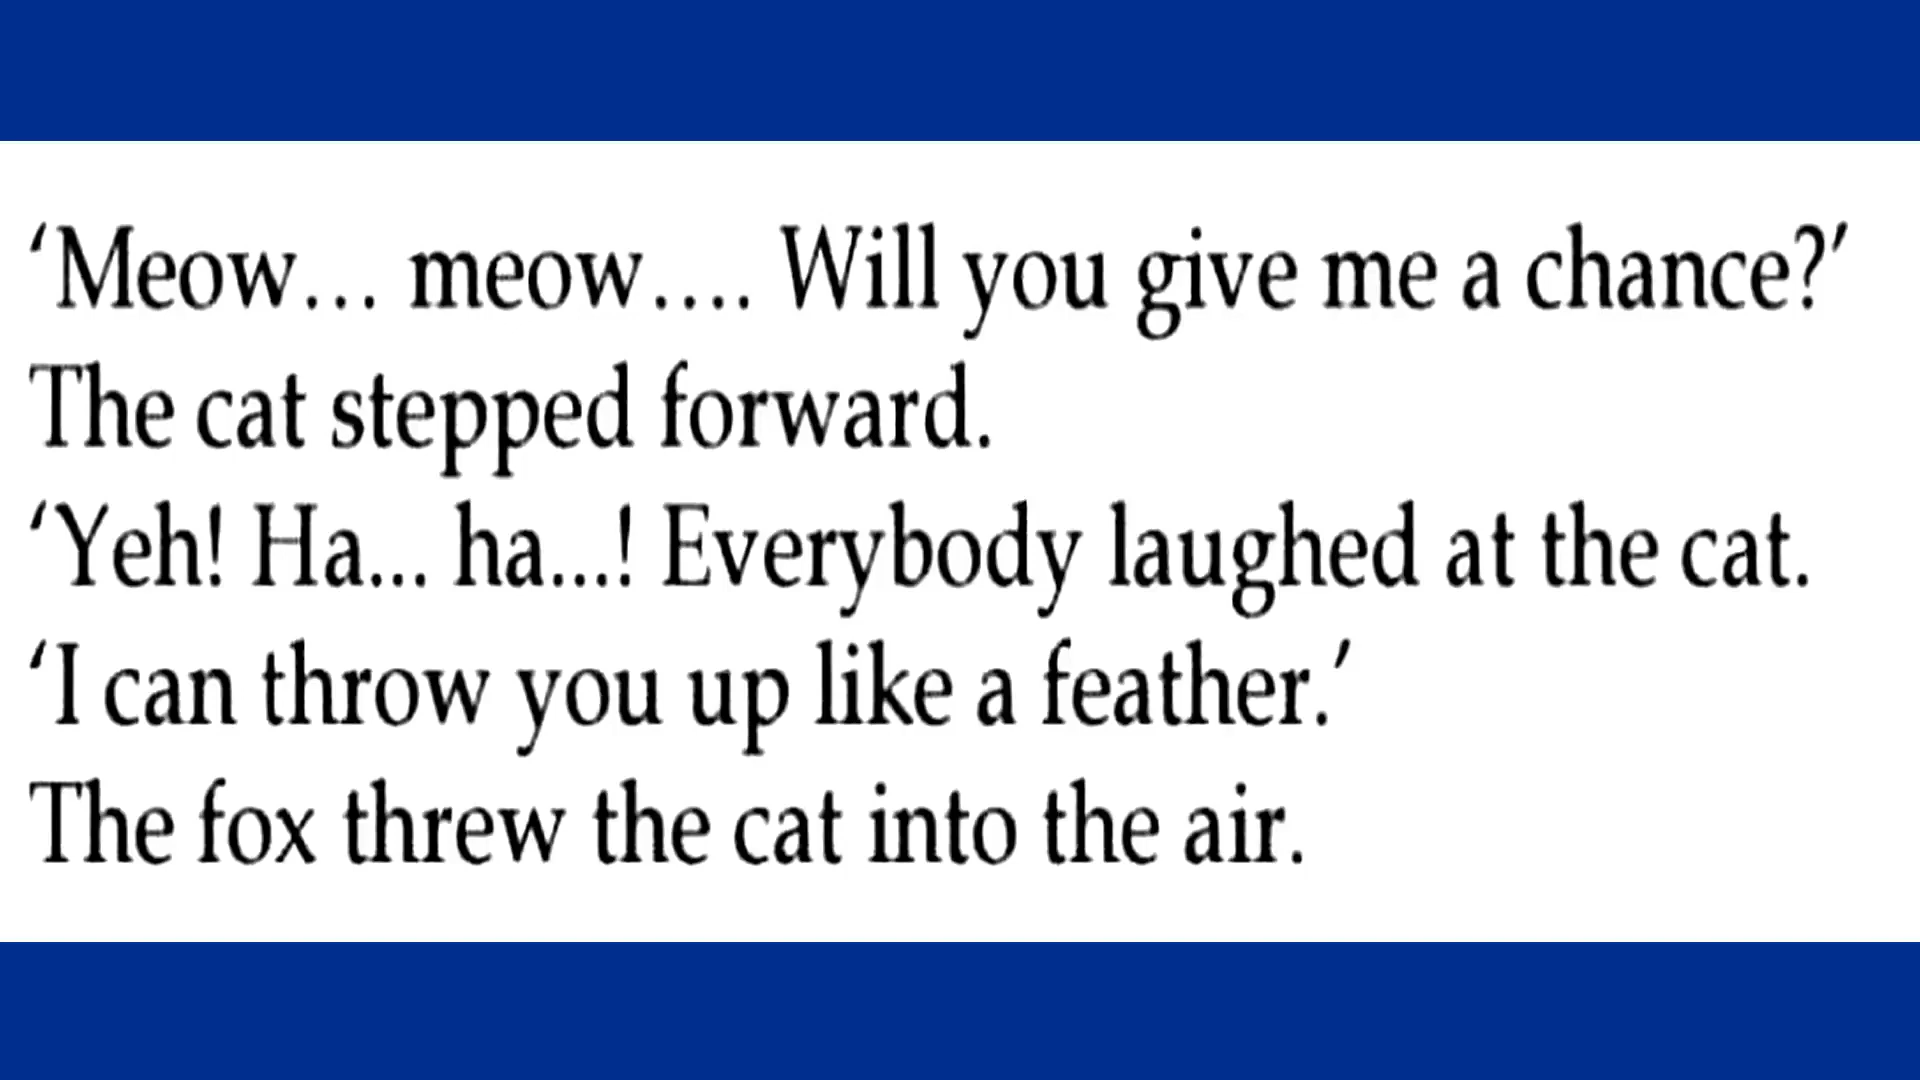 ‘Meow... meow.... Will you give me a chance?’
The cat stepped forward.
‘Yeh! Ha... ha...! Everybody laughed at the cat.
‘I can throw you up like a feather.’
The fox threw the cat into the air.